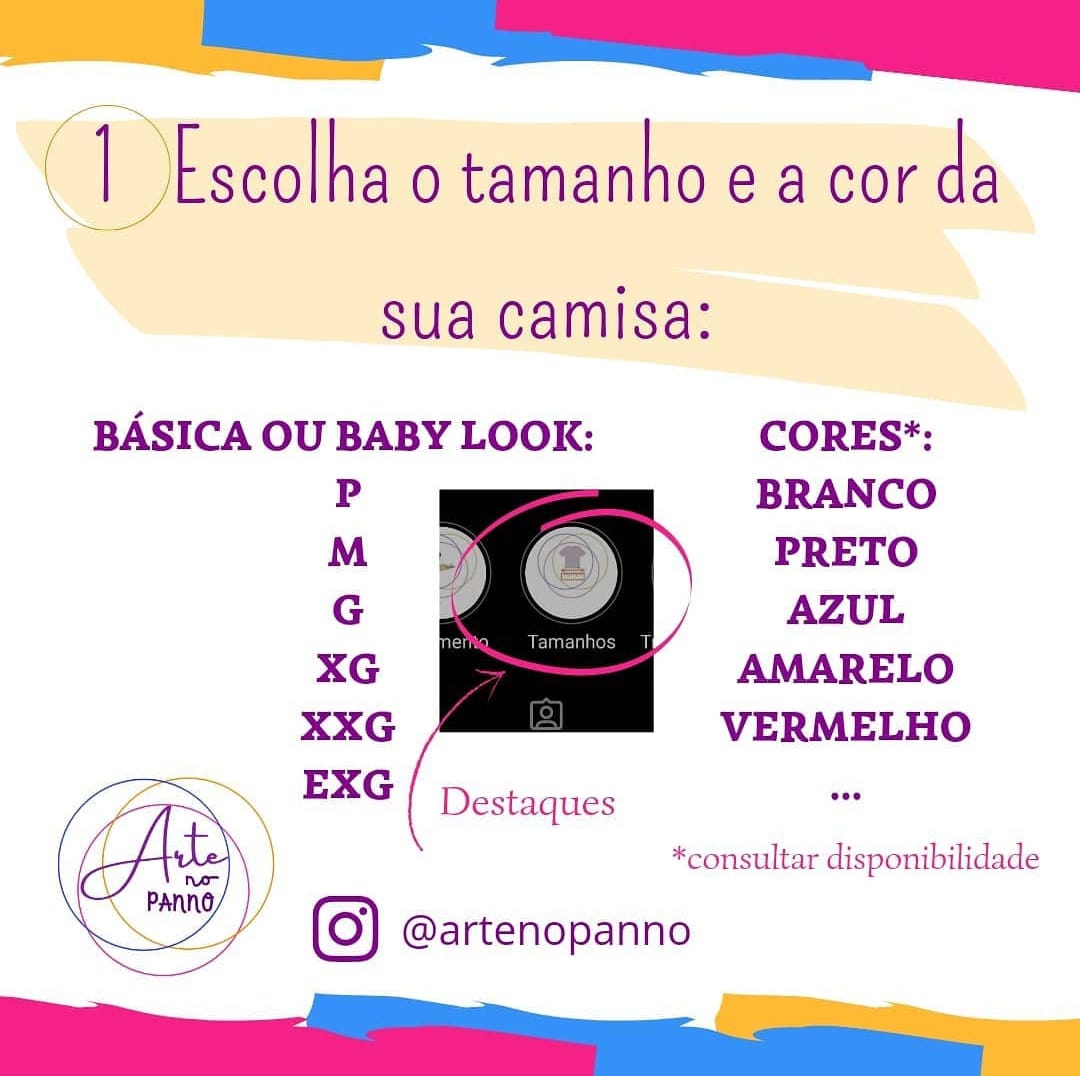 1 Escolha o tamanho e a cor da
sua camisa:
BÁSICA OU BABY LOOK:
P
M
G
XG
XXG
EXG
mento
Tamanhos
T
Destaques
CORES*:
BRANCO
PRETO
AZUL
AMARELO
VERMELHO
...
*consultar disponibilidade
Arte
no
PANNO
@artenopanno